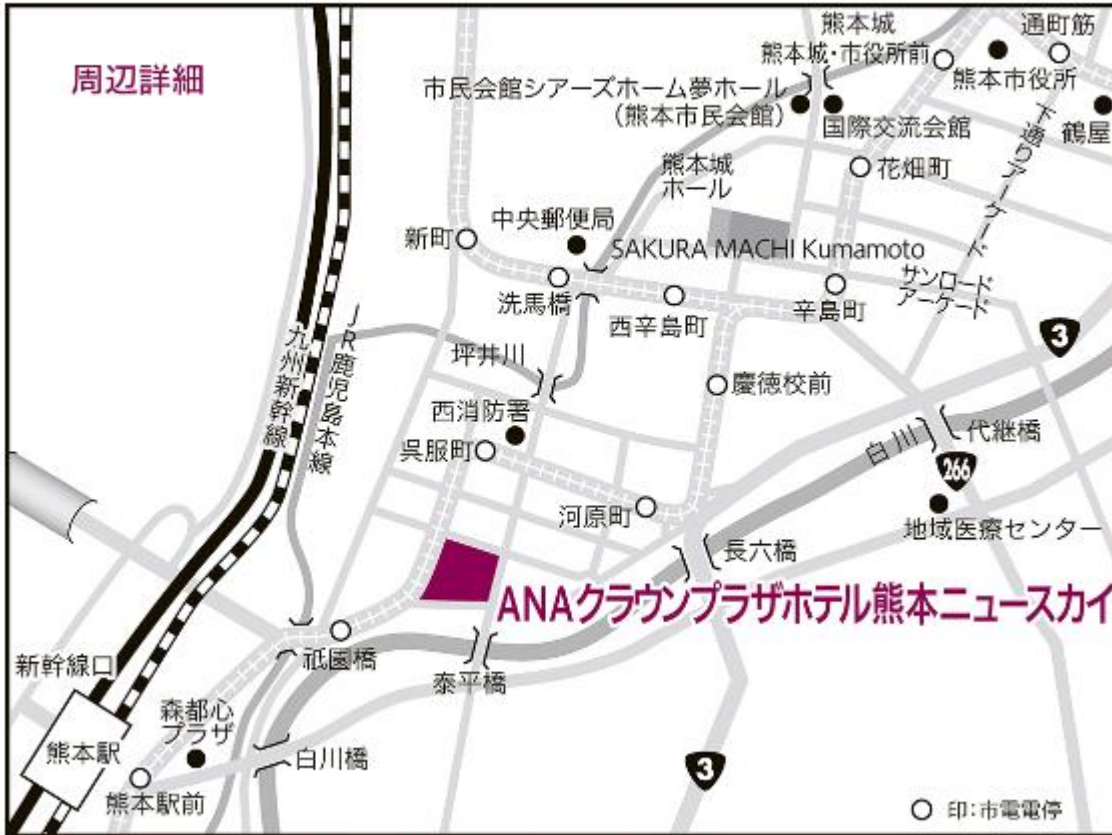 周辺詳細
熊本城
通町筋
熊本城・市役所前
熊本市役所
市民会館シアーズホーム夢ホール
(熊本市民会館)
国際交流会館
鶴屋
下通りアーケード
花畑町
熊本城
ホール
中央郵便局
新町
SAKURA MACHI Kumamoto
サンロード
アーケード
洗馬橋
西辛島町
辛島町
3
JR鹿児島本線
九州新幹線
坪井川
慶徳校前
西消防署
呉服町
白川
代継橋
266
河原町
地域医療センター
長六橋
ANAクラウンプラザホテル熊本ニュースカイ
祇園橋
新幹線口
泰平橋
森都心
プラザ
熊本駅
白川橋
3
熊本駅前
印:市電電停